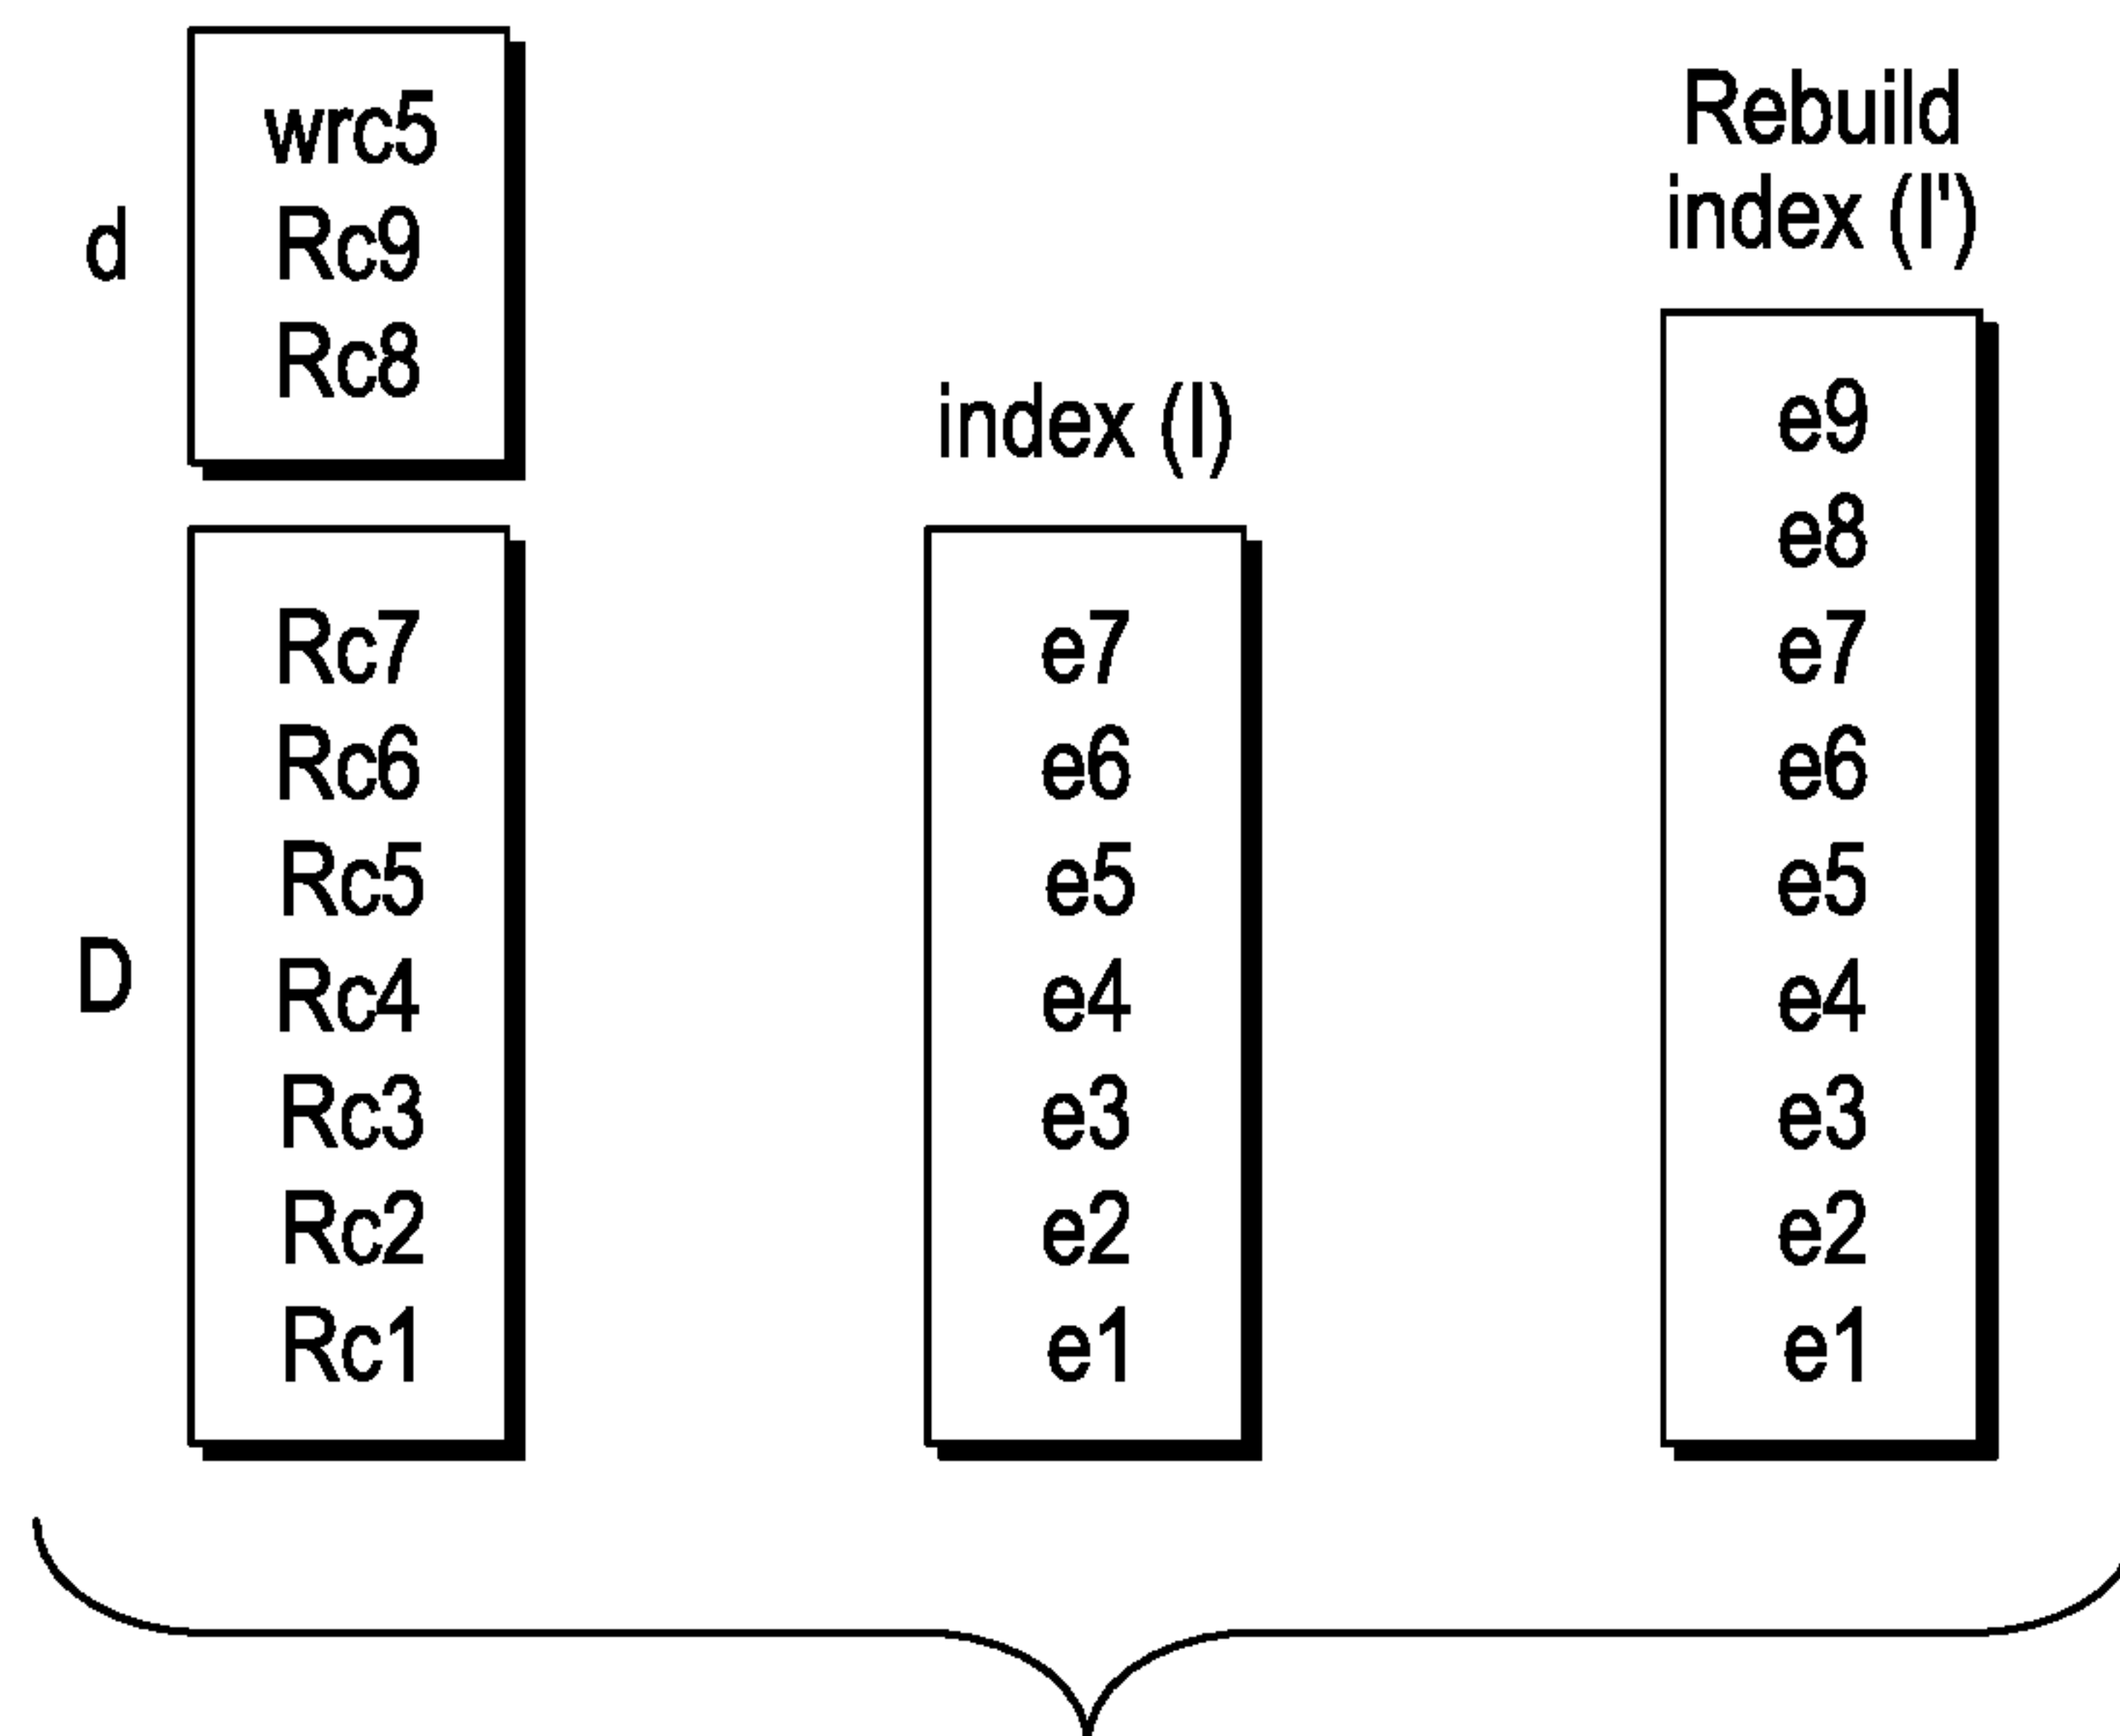 d
wrc5
Rc9
Rc8
D
Rc7
Rc6
Rc5
Rc4
Rc3
Rc2
Rc1
index (I)
e7
e6
e5
e4
e3
e2
e1
Rebuild
index (I')
e9
e8
e7
e6
e5
e4
e3
e2
e1